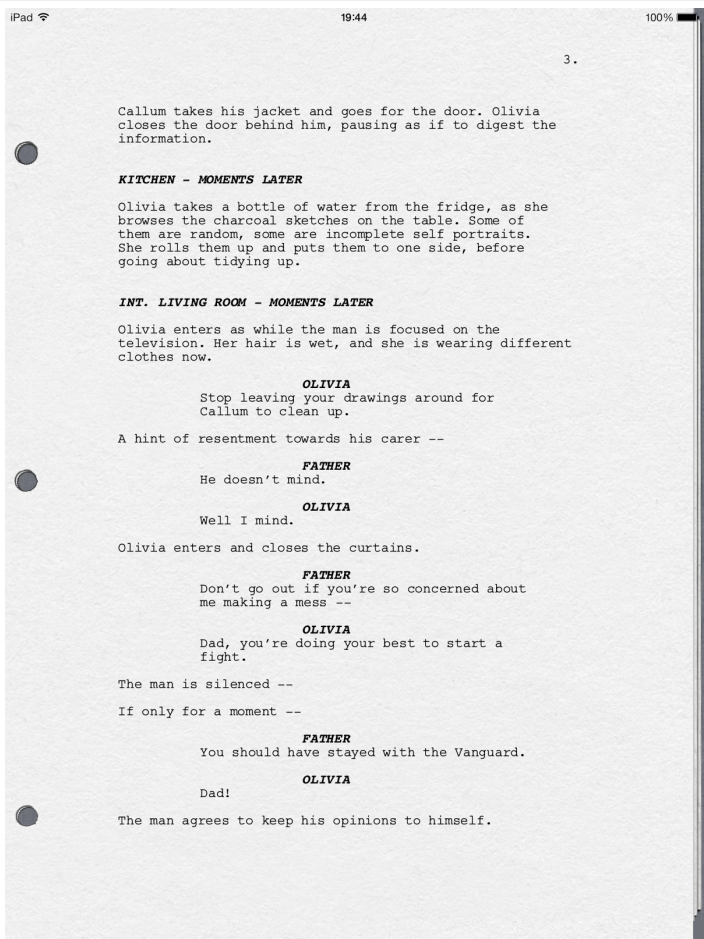 iPad 19:44 100%
3.
Callum takes his jacket and goes for the door. Olivia
closes the door behind him, pausing as if to digest the
information.
KITCHEN - MOMENTS LATER
Olivia takes a bottle of water from the fridge, as she
browses the charcoal sketches on the table. Some of
them are random, some are incomplete self portraits.
She rolls them up and puts them to one side, before
going about tidying up.
INT. LIVING ROOM - MOMENTS LATER
Olivia enters as while the man is focused on the
television. Her hair is wet, and she is wearing different
clothes now.
OLIVIA
Stop leaving your drawings around for
Callum to clean up.
A hint of resentment towards his carer --
FATHER
He doesn't mind.
OLIVIA
Well I mind.
Olivia enters and closes the curtains.
FATHER
Don't go out if you're so concerned about
me making a mess --
OLIVIA
Dad, you're doing your best to start a
fight.
The man is silenced --
If only for a moment --
FATHER
You should have stayed with the Vanguard.
OLIVIA
Dad!
The man agrees to keep his opinions to himself.